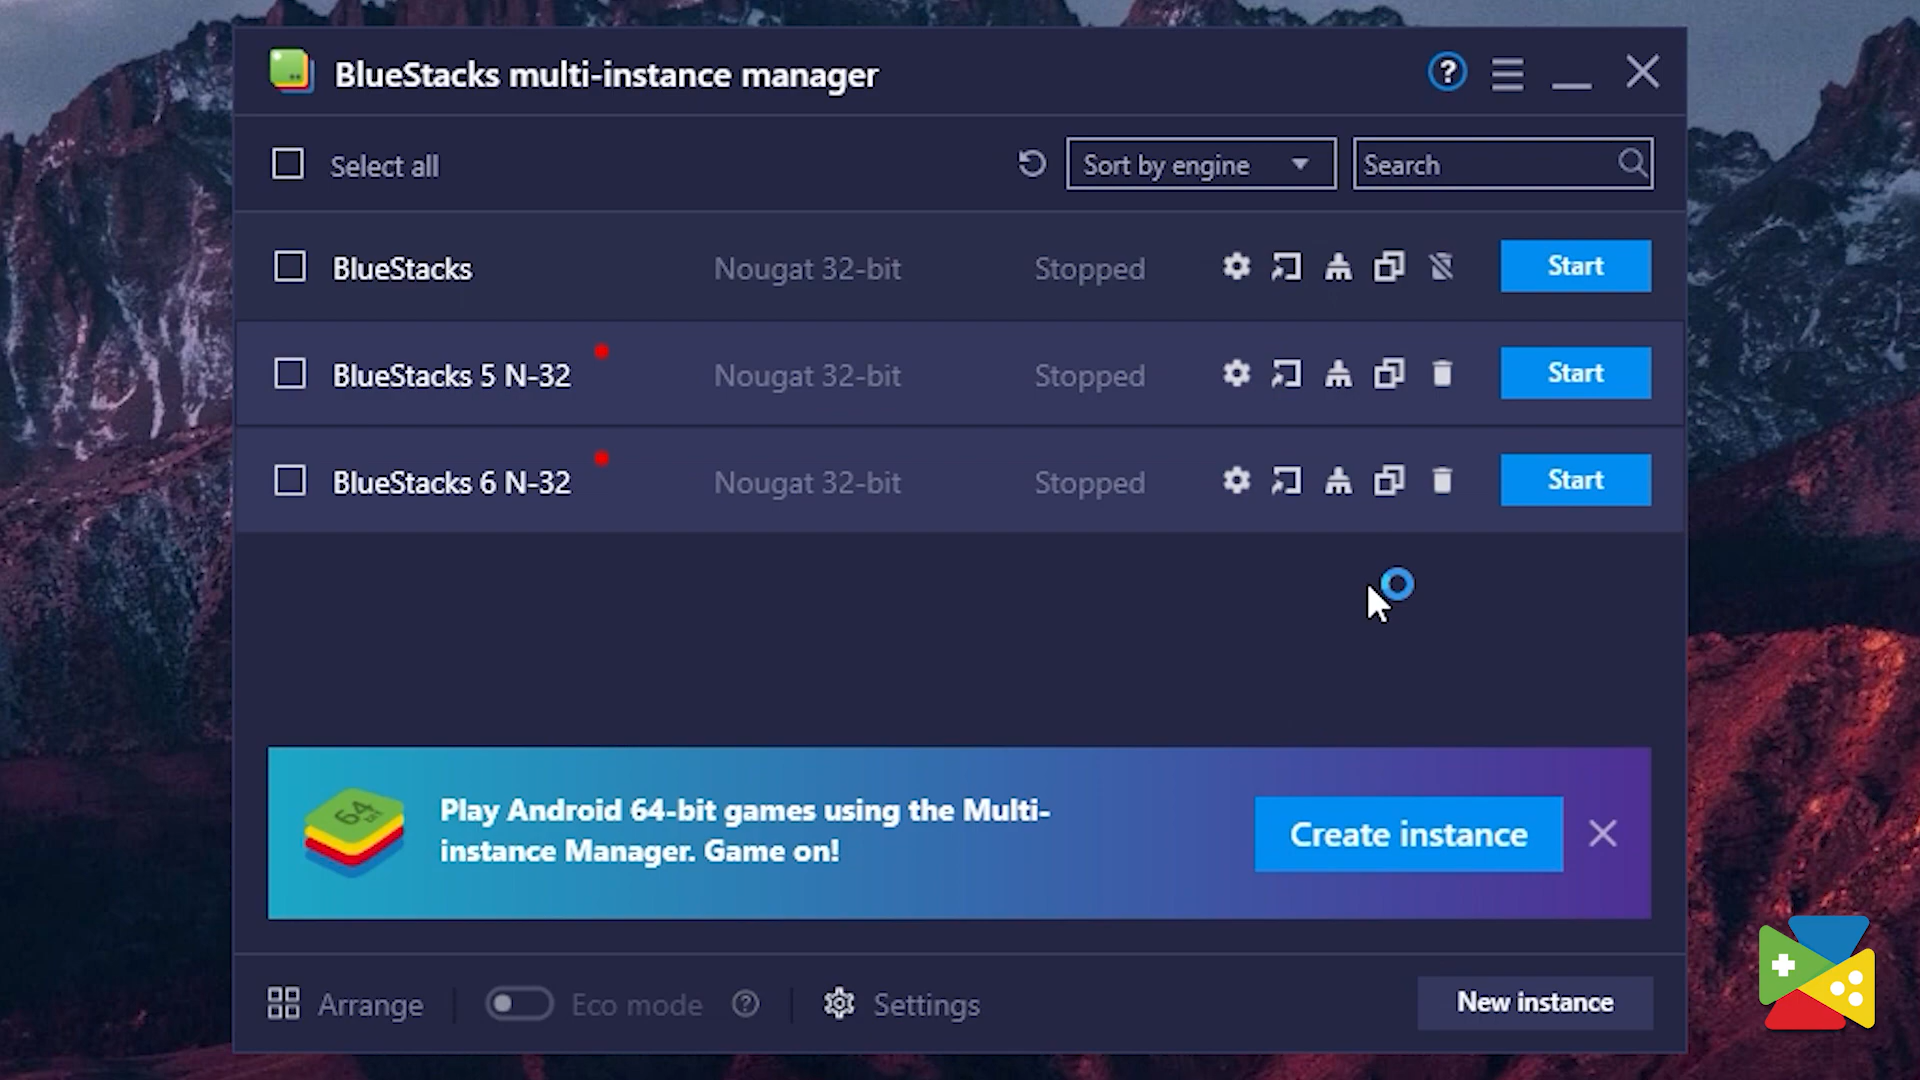 BlueStacks multi-instance manager
Select all
Sort by engine
Search
BlueStacks Nougat 32-bit Stopped Start
BlueStacks 5 N-32 Nougat 32-bit Stopped Start
BlueStacks 6 N-32 Nougat 32-bit Stopped Start
64 bit
Play Android 64-bit games using the Multi-
instance Manager. Game on!
Create instance
Arrange
Eco mode
Settings
New instance